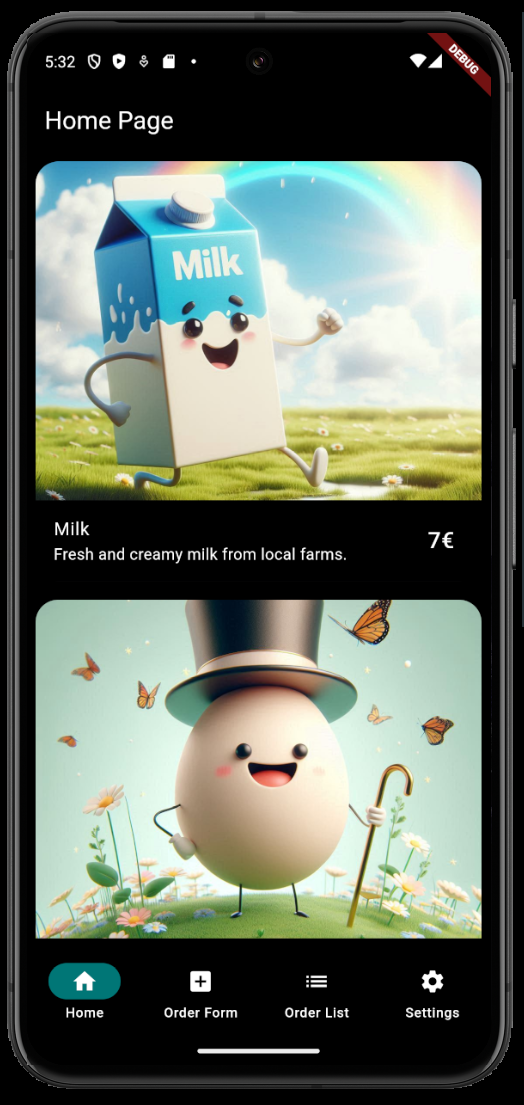 5:32
DEBUG
Home Page
Milk
Milk
Fresh and creamy milk from local farms.
7€
Home
Order Form
Order List
Settings